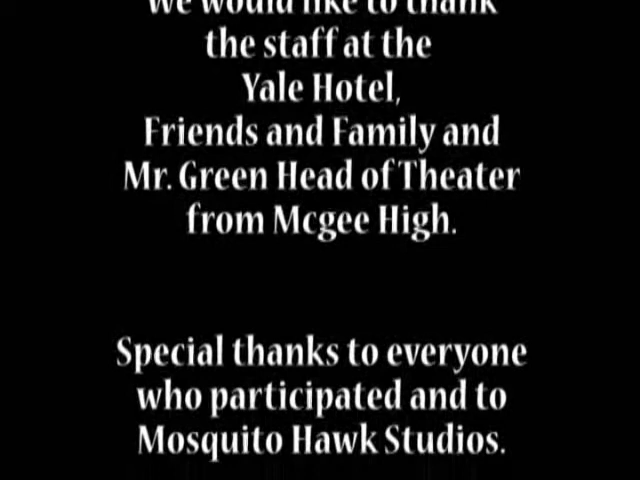 We would like to thank
the staff at the
Yale Hotel,
Friends and Family and
Mr. Green Head of Theater
from Mcgee High.
Special thanks to everyone
who participated and to
Mosquito Hawk Studios.